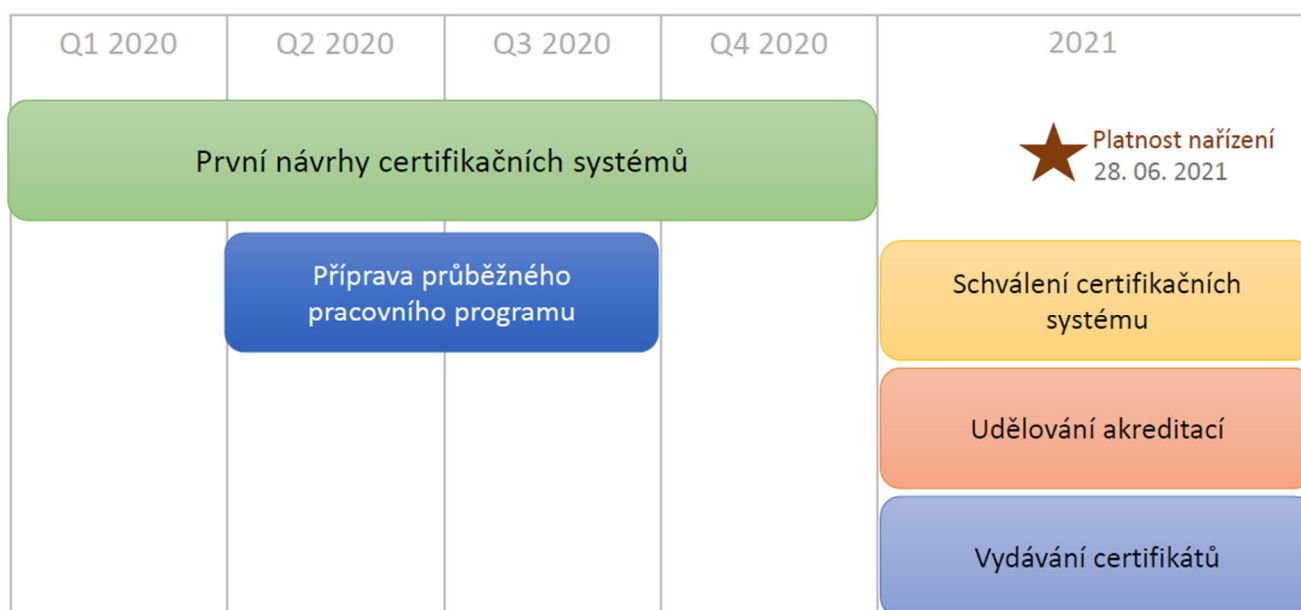 Q1 2020
Q2 2020
Q3 2020
Q4 2020
2021
První návrhy certifikačních systémů
Platnost nařízení
28. 06. 2021
Příprava průběžného
pracovního programu
Schválení certifikačních
systému
Udělování akreditací
Vydávání certifikátů